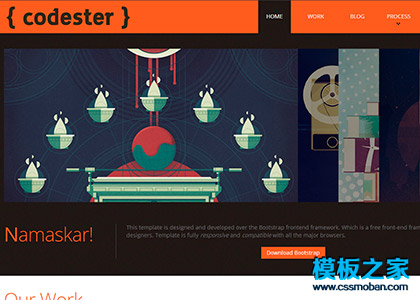 { codester }
HOME WORK BLOG PROCESS
Namaskar!
This template is designed and developed over the Bootstrap frontend framework. Which is a free front-end fram
designers. Template is fully responsive and compatible with all the major browsers.
Download Bootstrap
模板之家
www.cssmoban.com
Our Work